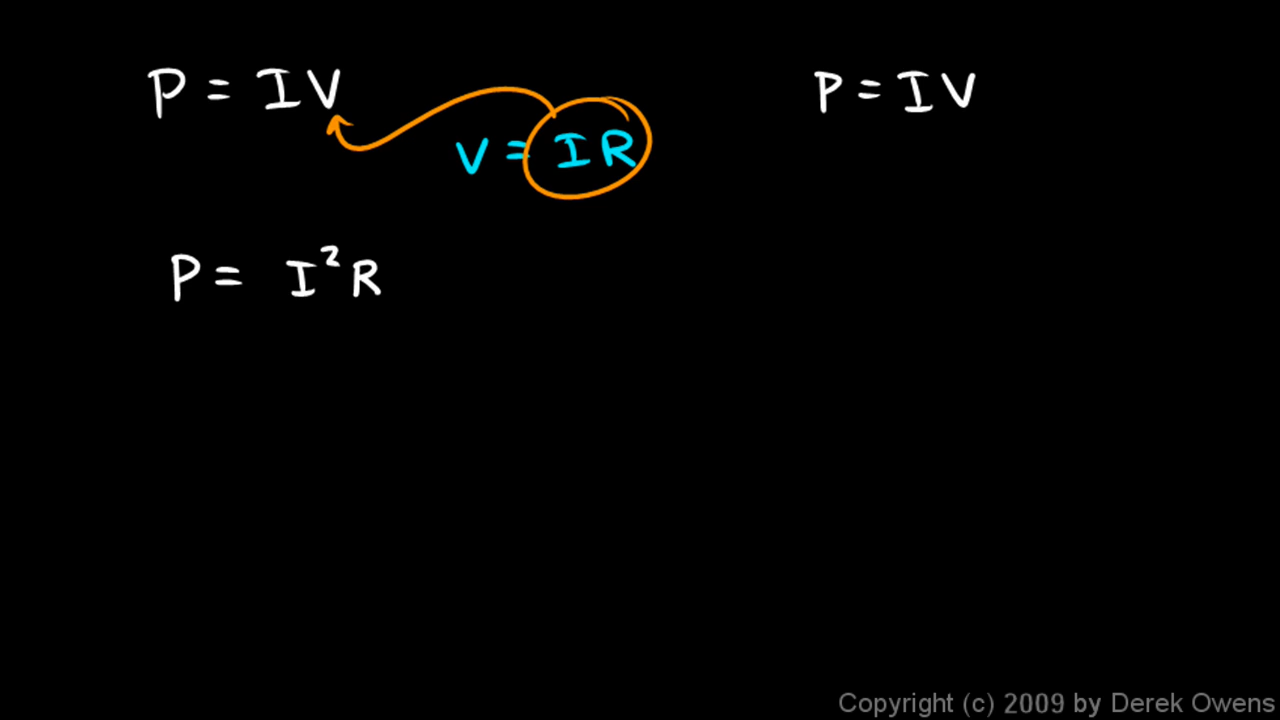 P = IV
V = IR
P = I²R
P = IV
Copyright (c) 2009 by Derek Owens